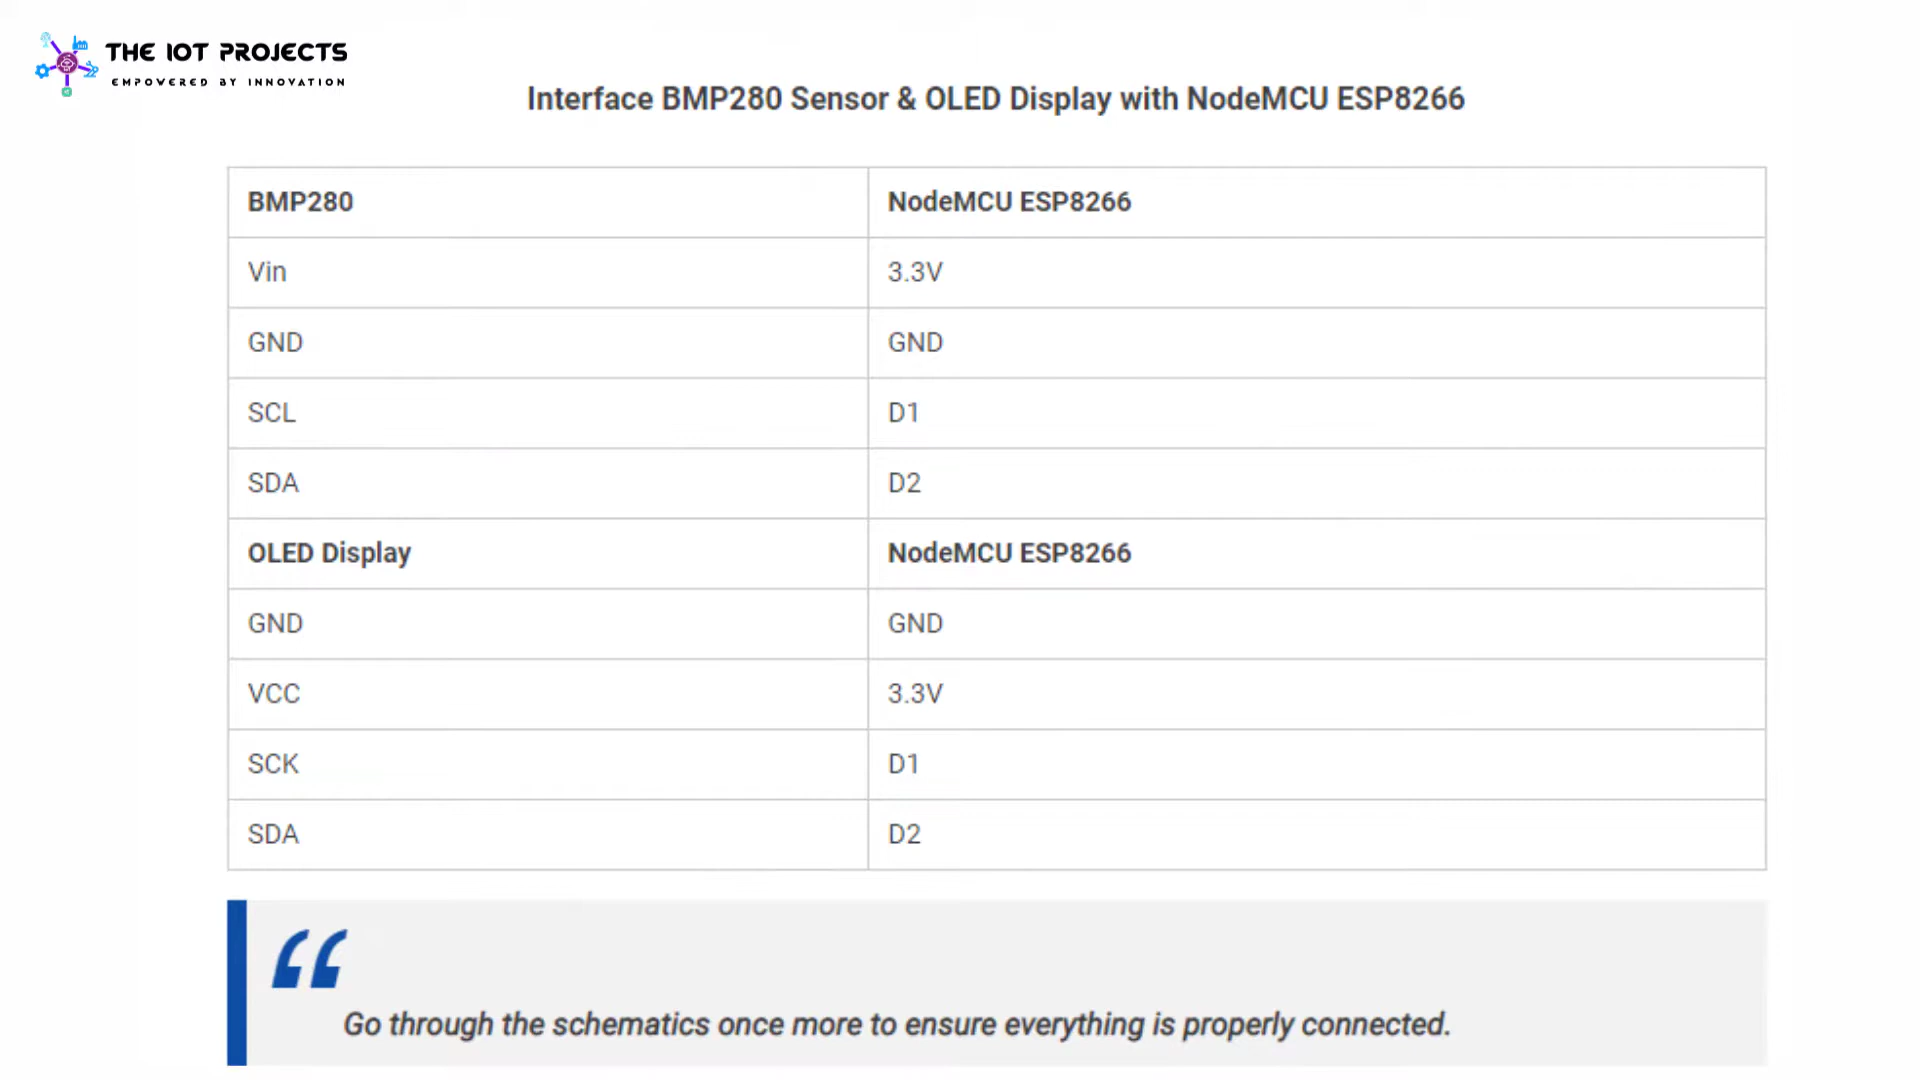 THE IOT PROJECTS
EMPOWERED BY INNOVATION
Interface BMP280 Sensor & OLED Display with NodeMCU ESP8266
BMP280 NodeMCU ESP8266
Vin 3.3V
GND GND
SCL D1
SDA D2
OLED Display NodeMCU ESP8266
GND GND
VCC 3.3V
SCK D1
SDA D2
“
Go through the schematics once more to ensure everything is properly connected.